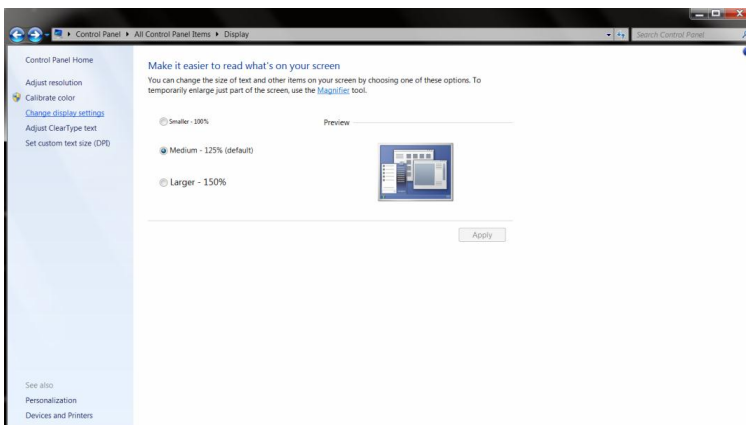 Control Panel ▸ All Control Panel Items ▸ Display
Search Control Panel
Control Panel Home
Adjust resolution
Calibrate color
Change display settings
Adjust ClearType text
Set custom text size (DPI)
See also
Personalization
Devices and Printers
Make it easier to read what's on your screen
You can change the size of text and other items on your screen by choosing one of these options. To
temporarily enlarge just part of the screen, use the Magnifier tool.
Smaller - 100%
Preview
Medium - 125% (default)
Larger - 150%
Apply